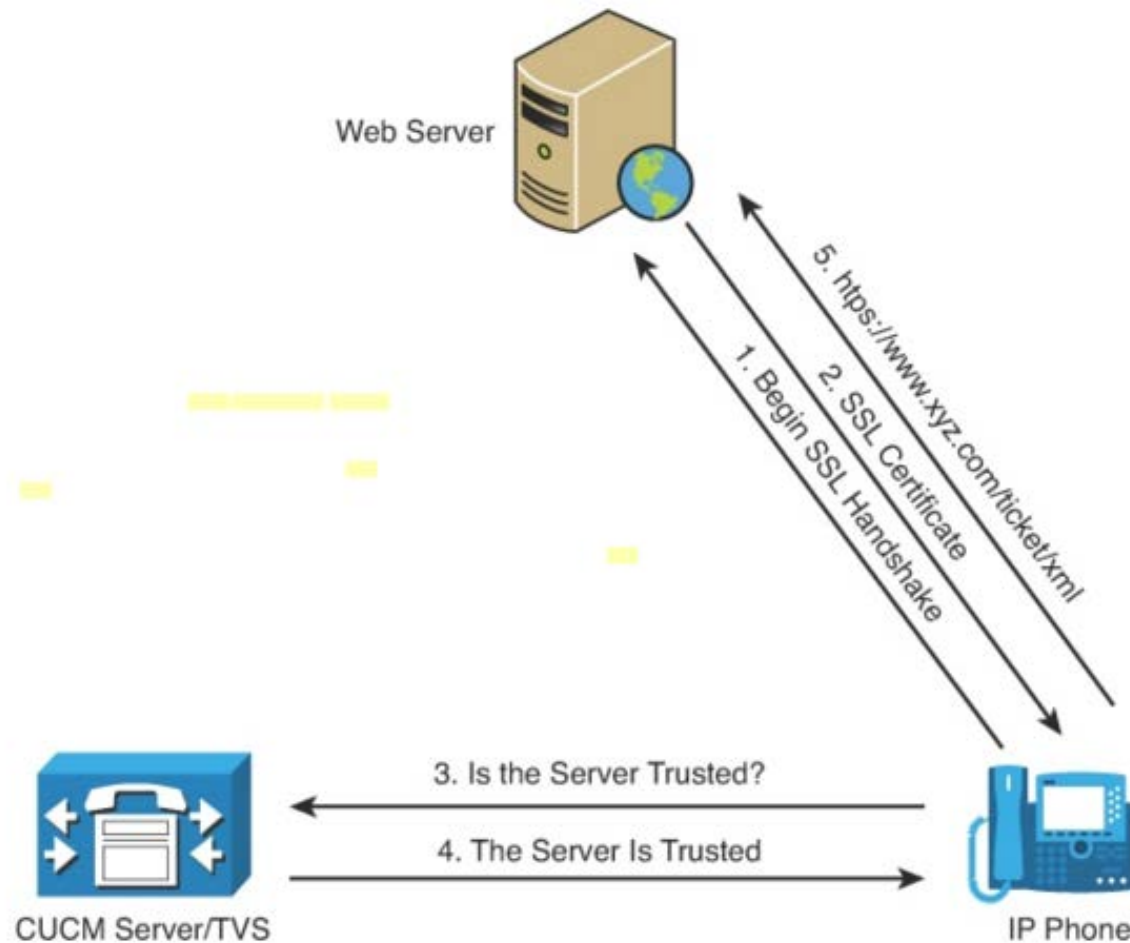 Web Server
1. Begin SSL Handshake
2. SSL Certificate
5. htps://www.xyz.com/ticket/xml
3. Is the Server Trusted?
4. The Server Is Trusted
CUCM Server/TVS
IP Phone